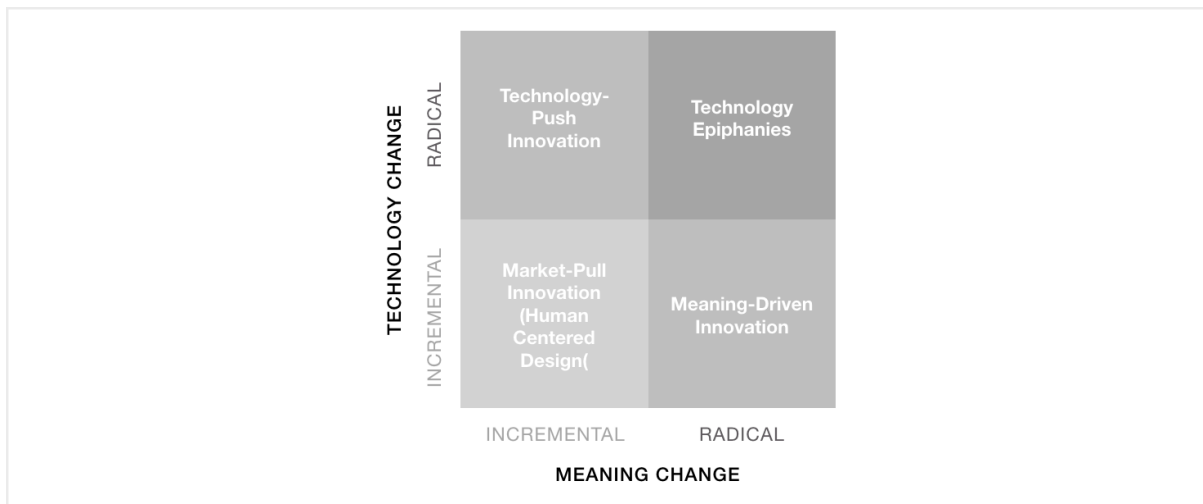 TECHNOLOGY CHANGE
RADICAL
INCREMENTAL
Technology-
Push
Innovation
Technology
Epiphanies
Market-Pull
Innovation
(Human
Centered
Design(
Meaning-Driven
Innovation
INCREMENTAL
RADICAL
MEANING CHANGE